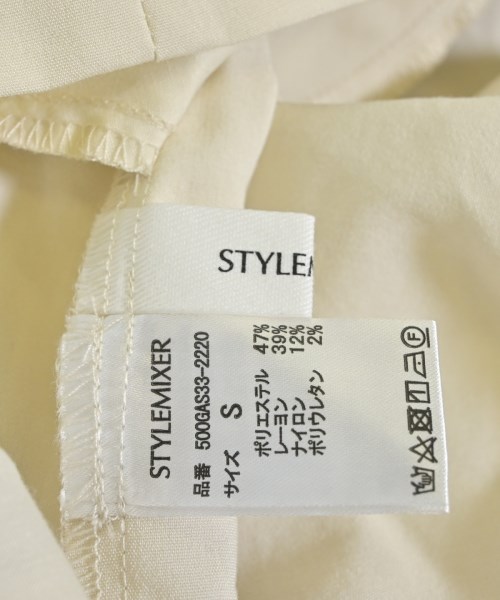 STYLEM
STYLEMIXER
品番 500GAS33-2220
サイズ S
ポリエステル 47%
レーヨン 39%
ナイロン 12%
ポリウレタン 2%